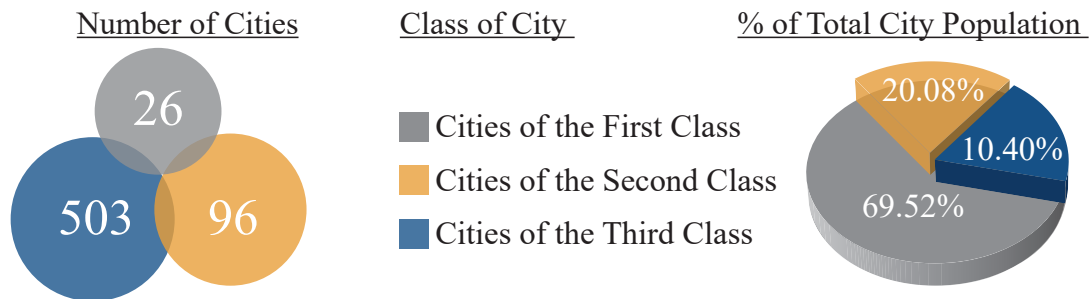 Number of Cities
Class of City
% of Total City Population
26
503
96
Cities of the First Class
Cities of the Second Class
Cities of the Third Class
20.08%
10.40%
69.52%